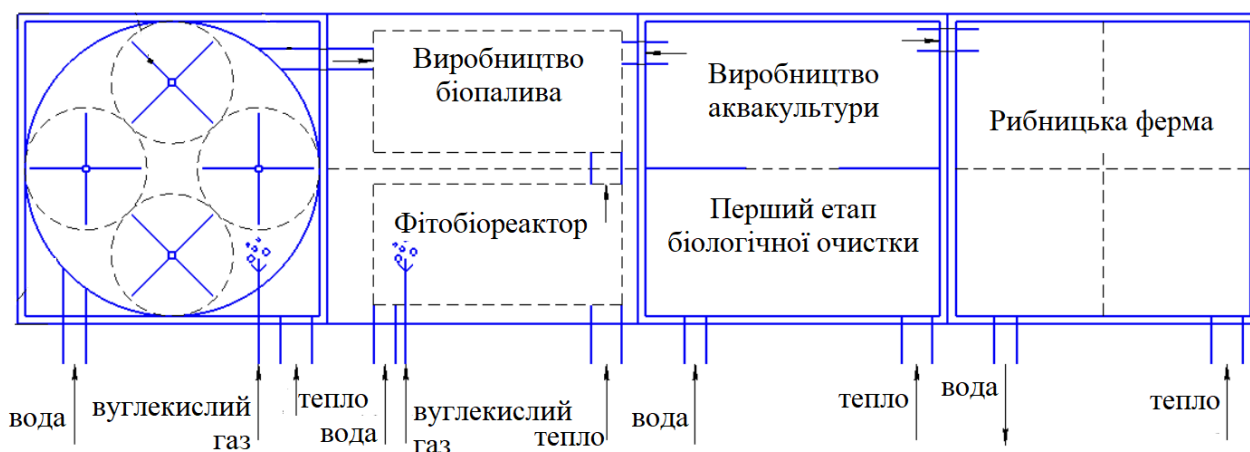 Виробництво
біопалива
Виробництво
аквакультури
Рибницька ферма
Фітобіореактор
Перший етап
біологічної очистки
вода
вуглекислий
газ
тепло
вода
вуглекислий
газ
тепло
вода
тепло
вода
тепло